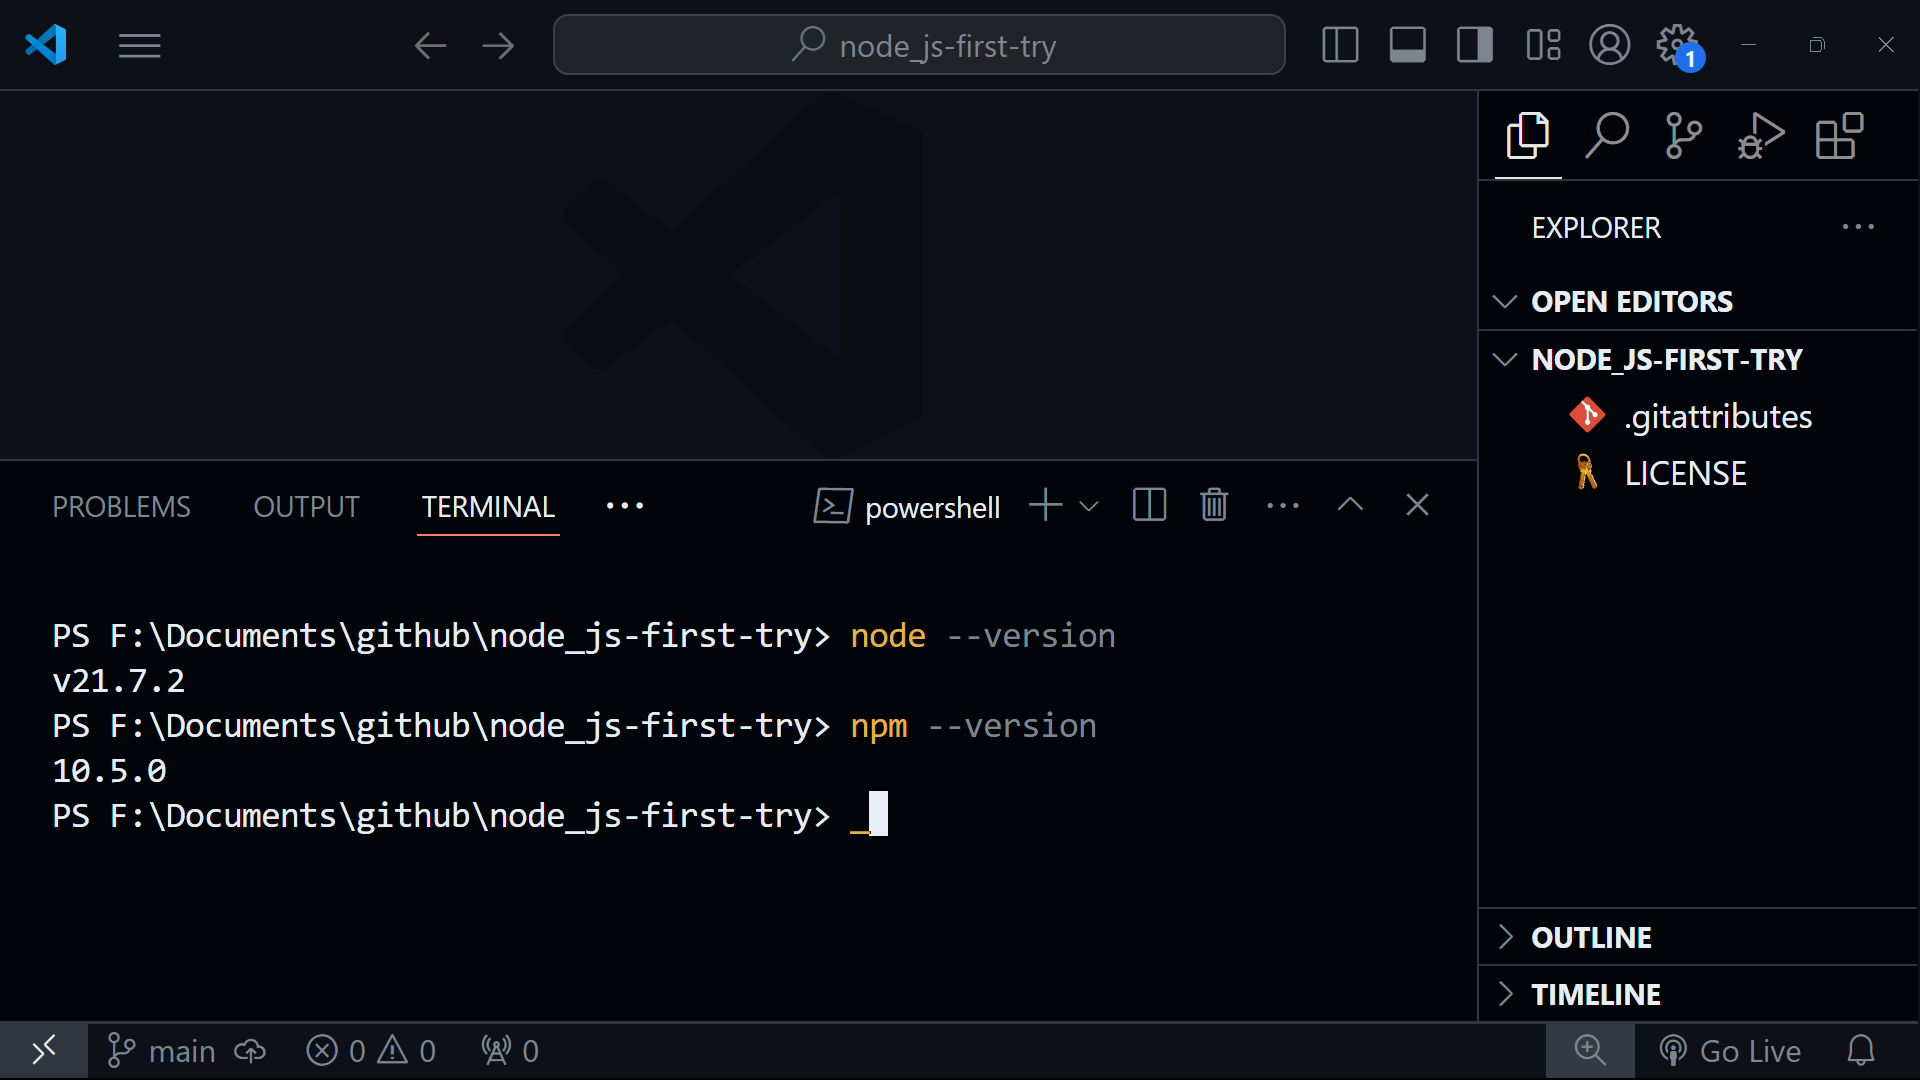 node_js-first-try
1
EXPLORER
OPEN EDITORS
NODE_JS-FIRST-TRY
.gitattributes
LICENSE
PROBLEMS OUTPUT TERMINAL powershell
PS F:\Documents\github\node_js-first-try> node --version
v21.7.2
PS F:\Documents\github\node_js-first-try> npm --version
10.5.0
PS F:\Documents\github\node_js-first-try> _
OUTLINE
TIMELINE
main 0 0 0 Go Live